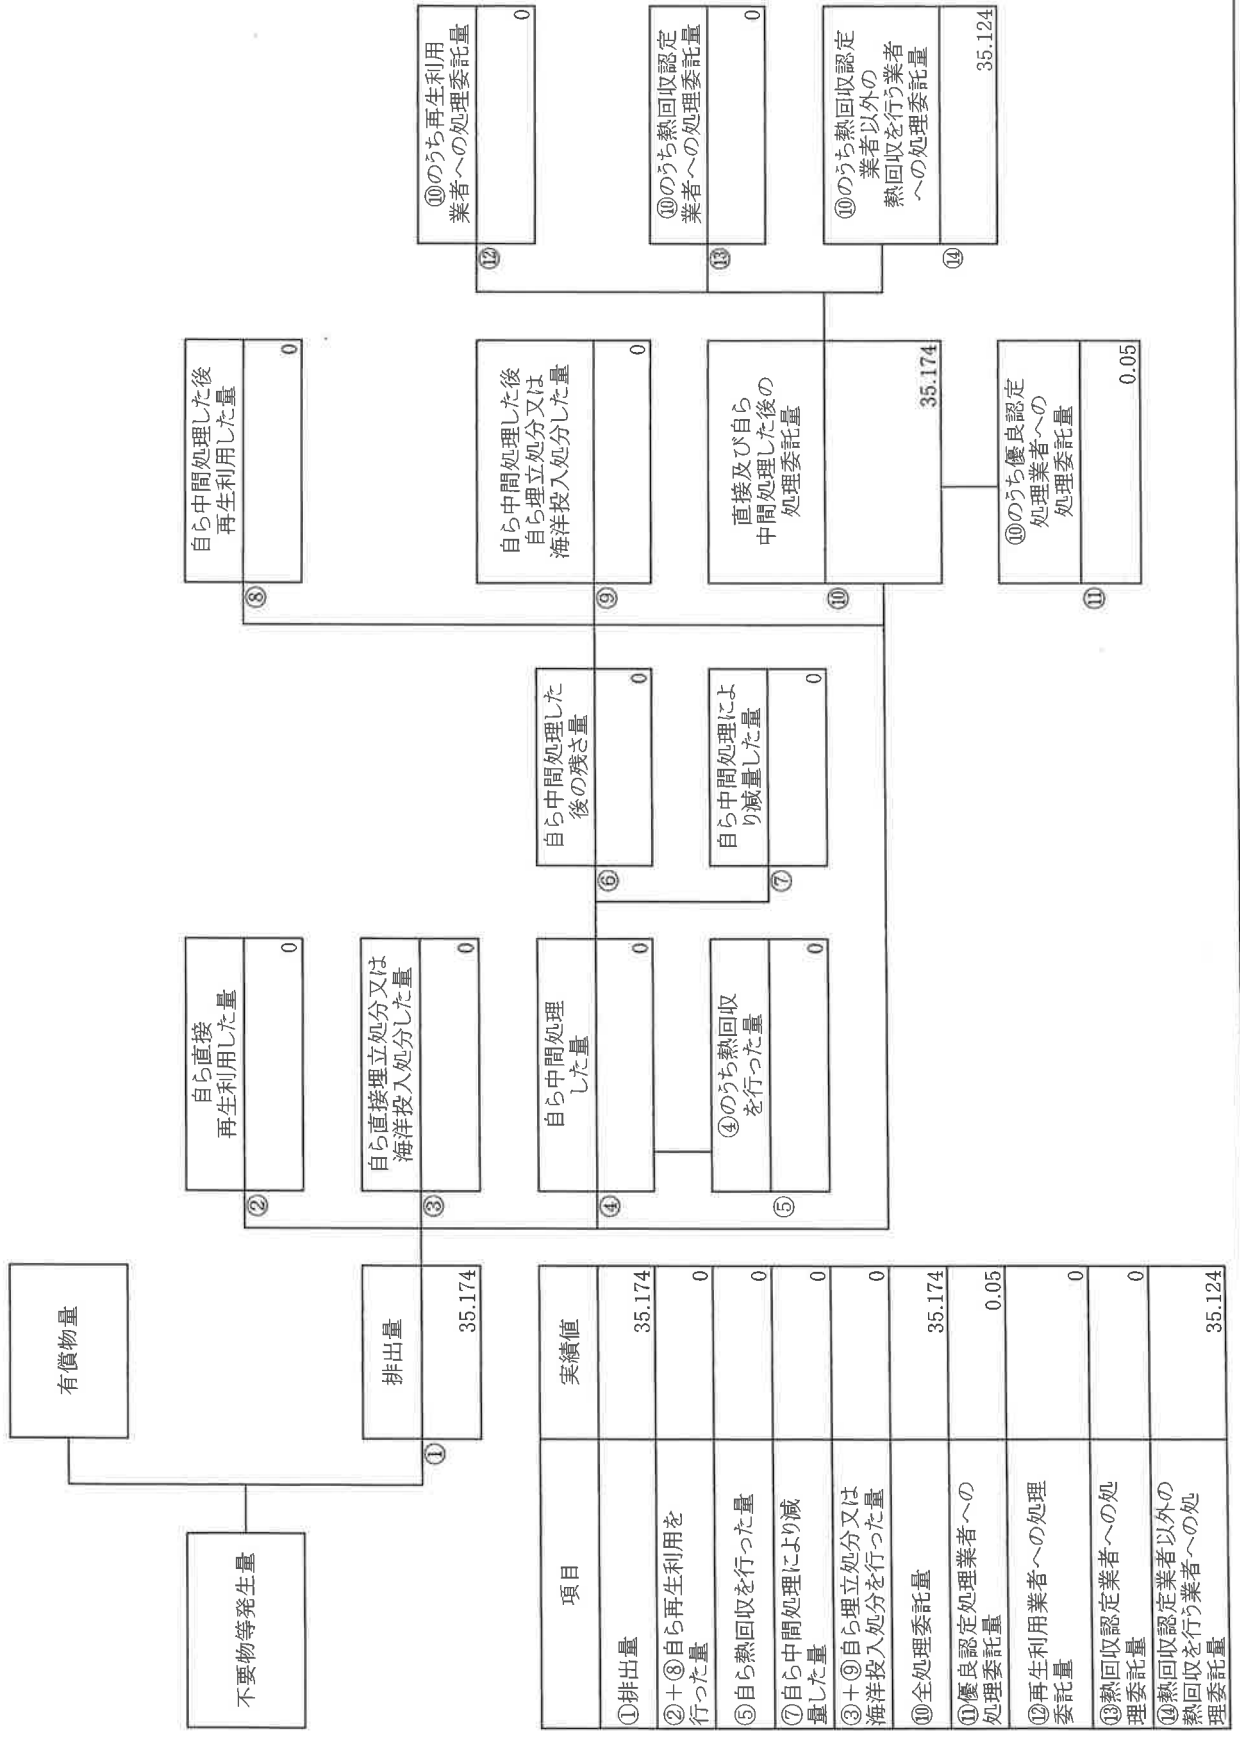 不要物等発生量
有償物量
排出量
①
35.174
自ら直接
再生利用した量
②
0
自ら直接埋立処分又は
海洋投入処分した量
③
0
自ら中間処理
した量
④
0
④のうち熱回収
を行った量
⑤
0
自ら中間処理した
後の残さ量
⑥
0
自ら中間処理によ
り減量した量
⑦
0
自ら中間処理した後
再生利用した量
⑧
0
自ら中間処理した後
自ら埋立処分又は
海洋投入処分した量
⑨
0
直接及び自ら
中間処理した後の
処理委託量
⑩
35.174
⑩のうち優良認定
処理業者への
処理委託量
⑪
0.05
⑩のうち再生利用
業者への処理委託量
⑫
0
⑩のうち熱回収認定
業者への処理委託量
⑬
0
⑩のうち熱回収認定
業者以外の
熱回収を行う業者
への処理委託量
⑭
35.124
項目 実績値
①排出量 35.174
②+⑧自ら再生利用を
行った量 0
⑤自ら熱回収を行った量 0
⑦自ら中間処理により減
量した量 0
③+⑨自ら埋立処分又は
海洋投入処分を行った量 0
⑩全処理委託量 35.174
⑪優良認定処理業者への
処理委託量 0.05
⑫再生利用業者への処理
委託量 0
⑬熱回収認定業者への処
理委託量 0
⑭熱回収認定業者以外の
熱回収を行う業者への処
理委託量 35.124